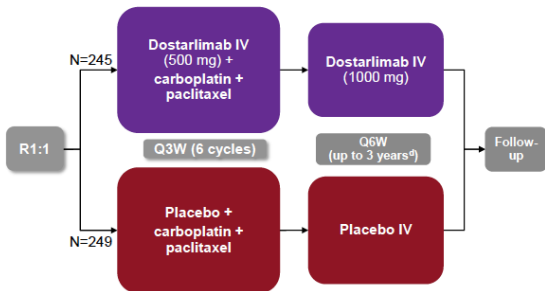 N=245
Dostarlimab IV
(500 mg) +
carboplatin +
paclitaxel
Dostarlimab IV
(1000 mg)
R1:1
Q3W (6 cycles)
Q6W
(up to 3 yearsᵈ)
Follow-
up
Placebo +
carboplatin +
paclitaxel
Placebo IV
N=249